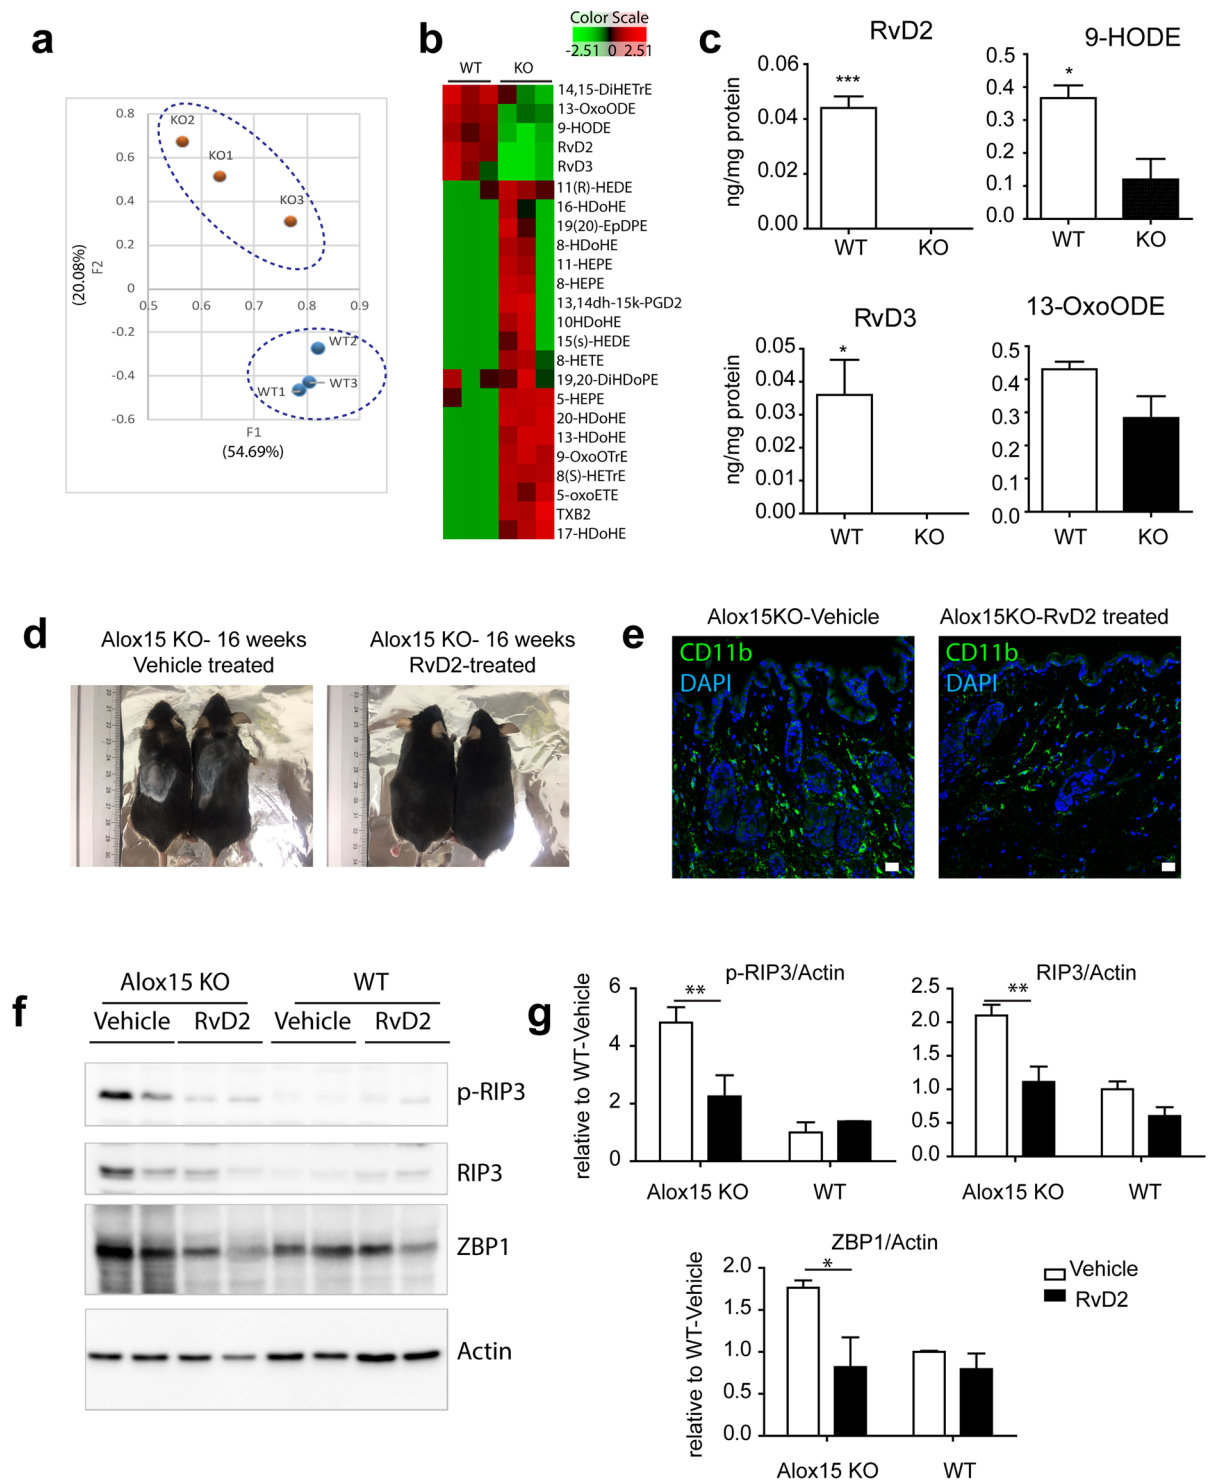 a
0.8
0.6
0.4
0.2
0
-0.2
-0.4
-0.6
0.5
0.6
0.7
0.8
0.9
KO2
KO1
KO3
WT2
WT1
WT3
F2
(20.08%)
F1
(54.69%)
b
Color Scale
-2.51 0 2.51
WT KO
14,15-DiHETrE
13-OxoODE
9-HODE
RvD2
RvD3
11(R)-HEDE
16-HDoHE
19(20)-EpDPE
8-HDoHE
11-HEPE
8-HEPE
13,14dh-15k-PGD2
10HDoHE
15(s)-HEDE
8-HETE
19,20-DiHDoPE
5-HEPE
20-HDoHE
13-HDoHE
9-OxoOTrE
8(S)-HETrE
5-oxoETE
TXB2
17-HDoHE
c
RvD2
ng/mg protein
0.06
0.04
0.02
0.00
***
WT KO
9-HODE
0.5
0.4
0.3
0.2
0.1
0.0
*
WT KO
RvD3
ng/mg protein
0.05
0.04
0.03
0.02
0.01
0.00
*
WT KO
13-OxoODE
0.5
0.4
0.3
0.2
0.1
0.0
WT KO
d
Alox15 KO- 16 weeks
Vehicle treated
Alox15 KO- 16 weeks
RvD2-treated
e
Alox15KO-Vehicle
CD11b
DAPI
Alox15KO-RvD2 treated
CD11b
DAPI
f
Alox15 KO WT
Vehicle RvD2 Vehicle RvD2
p-RIP3
RIP3
ZBP1
Actin
g
p-RIP3/Actin
relative to WT-Vehicle
6
4
2
0
**
Alox15 KO WT
RIP3/Actin
2.5
2.0
1.5
1.0
0.5
0.0
**
Alox15 KO WT
ZBP1/Actin
relative to WT-Vehicle
2.0
1.5
1.0
0.5
0.0
*
Alox15 KO WT
Vehicle
RvD2